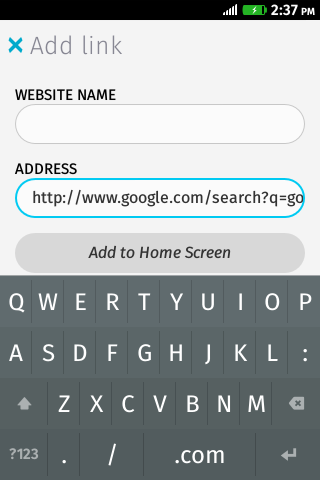 2:37 PM
Add link
WEBSITE NAME
ADDRESS
http://www.google.com/search?q=go
Add to Home Screen
Q W E R T Y U I O P
A S D F G H J K L :
Z X C V B N M
?123 . / .com